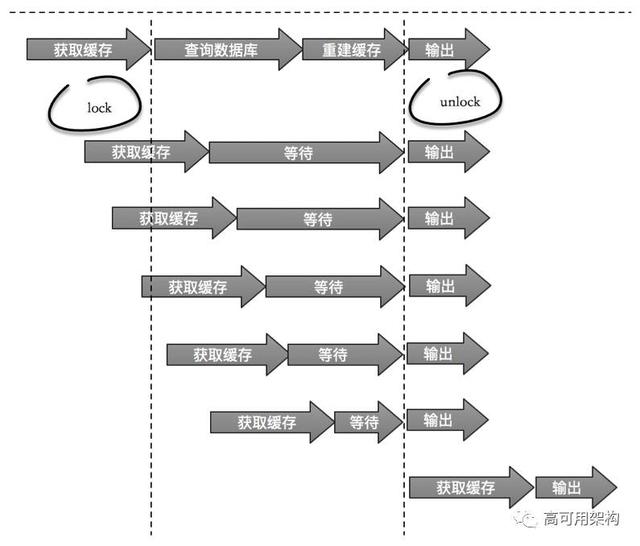 获取缓存 查询数据库 重建缓存 输出
lock unlock
获取缓存 等待 输出
获取缓存 等待 输出
获取缓存 等待 输出
获取缓存 等待 输出
获取缓存 等待 输出
获取缓存 输出
高可用架构